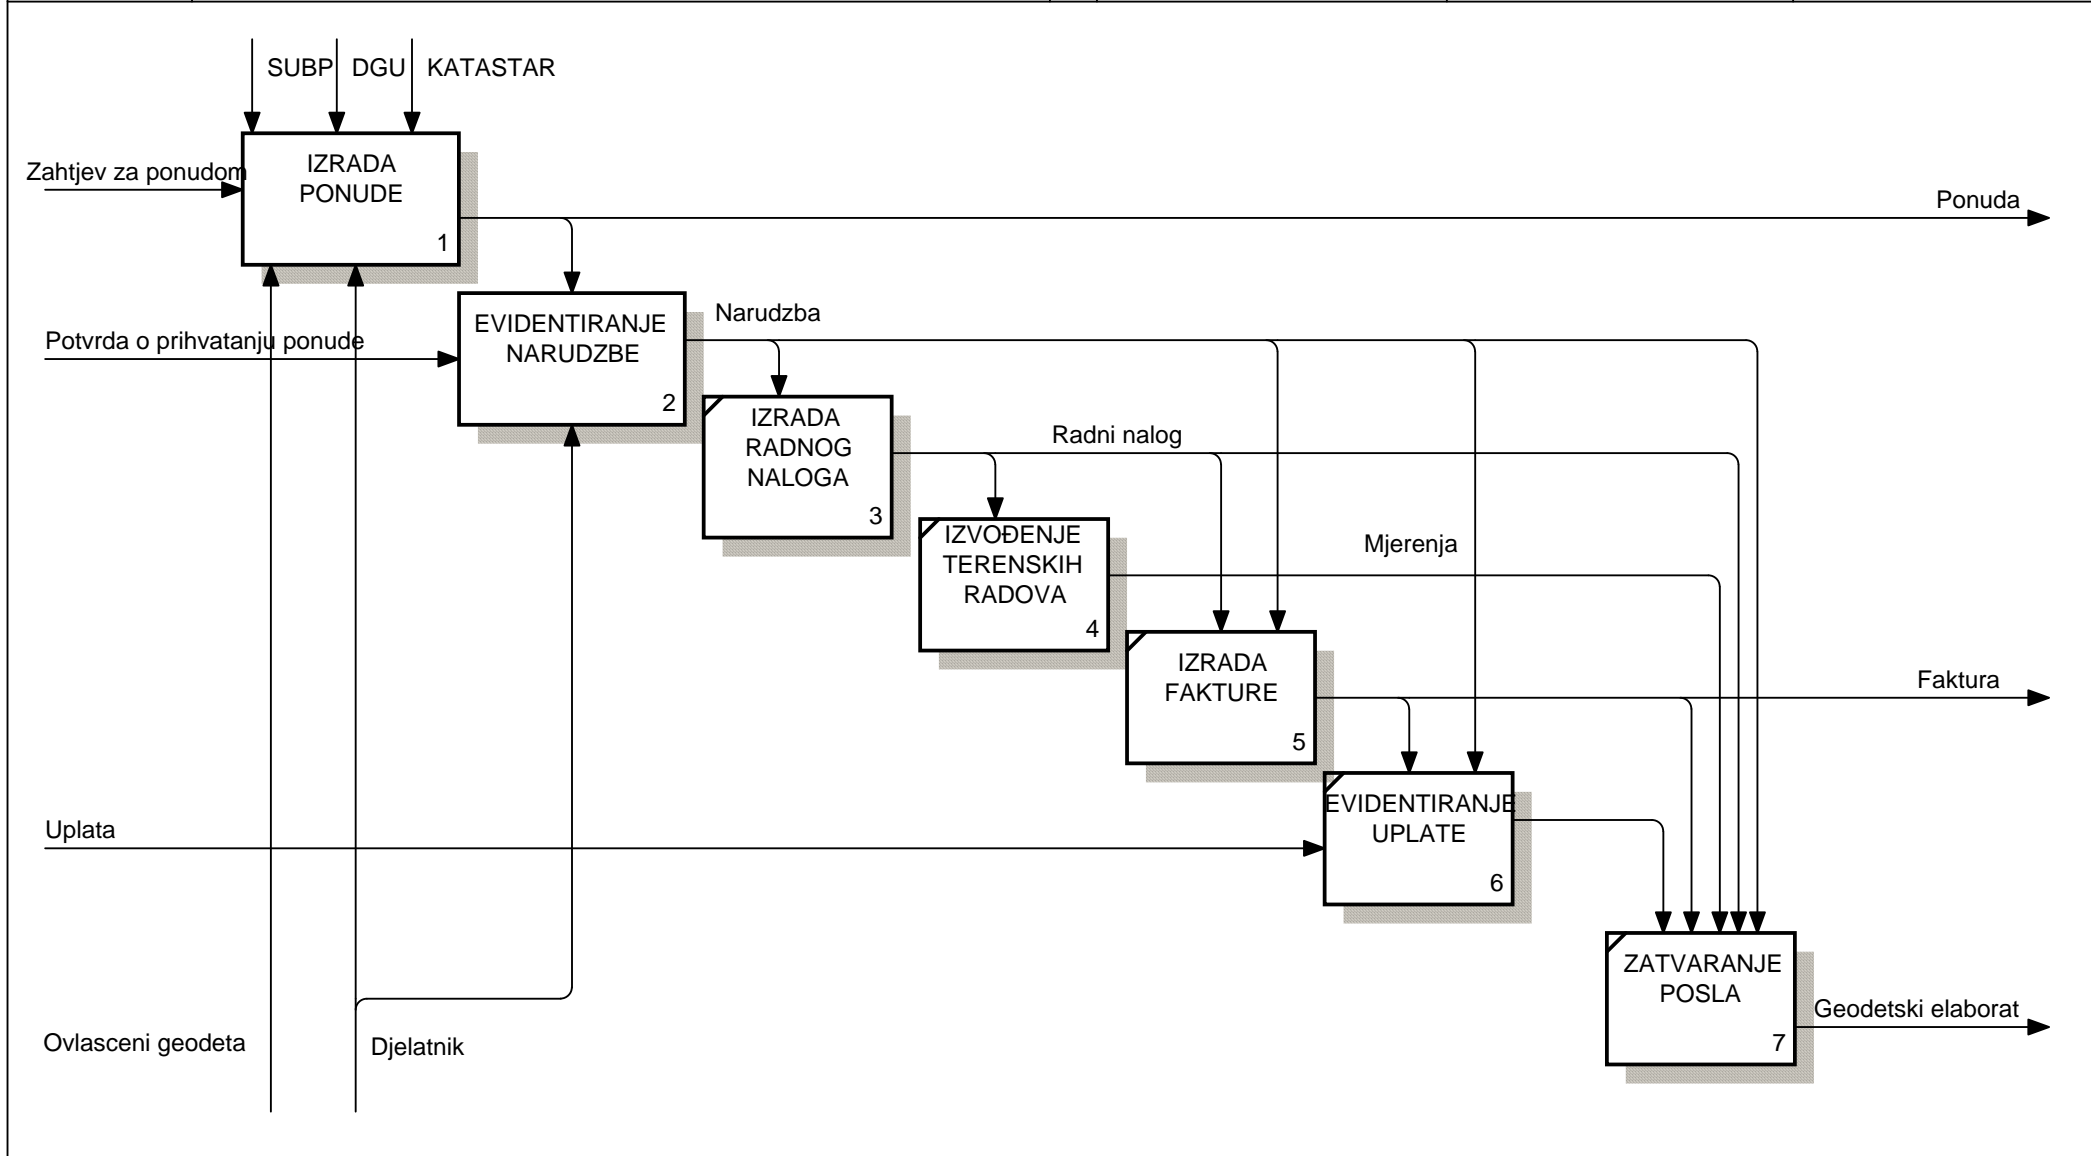 SUBP DGU KATASTAR
Zahtjev za ponudom
IZRADA
PONUDE
1
Ponuda
Potvrda o prihvatanju ponude
EVIDENTIRANJE
NARUDZBE
2
Narudzba
IZRADA
RADNOG
NALOGA
3
Radni nalog
IZVOĐENJE
TERENSKIH
RADOVA
4
Mjerenja
IZRADA
FAKTURE
5
Faktura
Uplata
EVIDENTIRANJE
UPLATE
6
ZATVARANJE
POSLA
7
Geodetski elaborat
Ovlasceni geodeta
Djelatnik